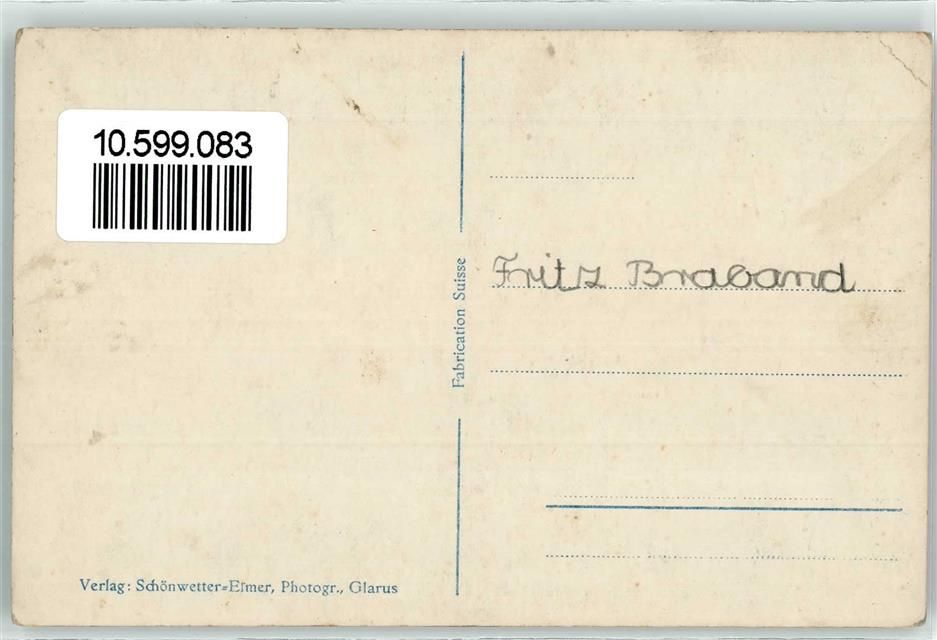 10.599.083
Fabrication Suisse
Fritz Braband
Verlag: Schönwetter=Elmer, Photogr., Glarus